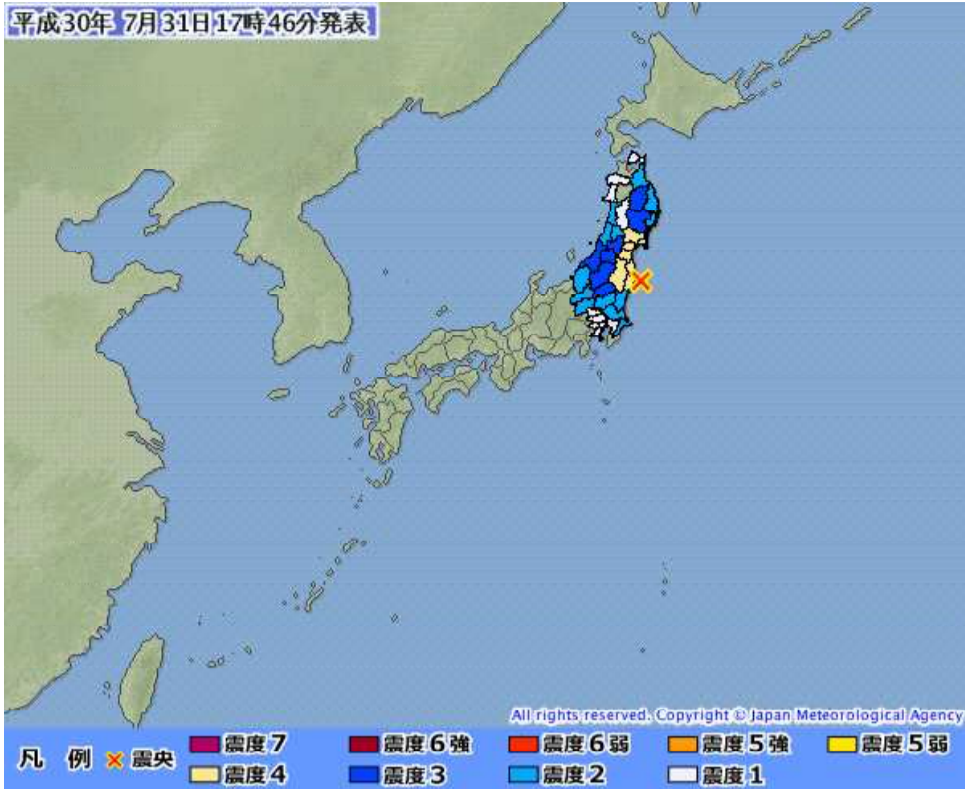 平成30年 7月31日17時46分発表
All rights reserved. Copyright © Japan Meteorological Agency
凡 例 震央 震度7 震度6強 震度6弱 震度5強 震度5弱
震度4 震度3 震度2 震度1